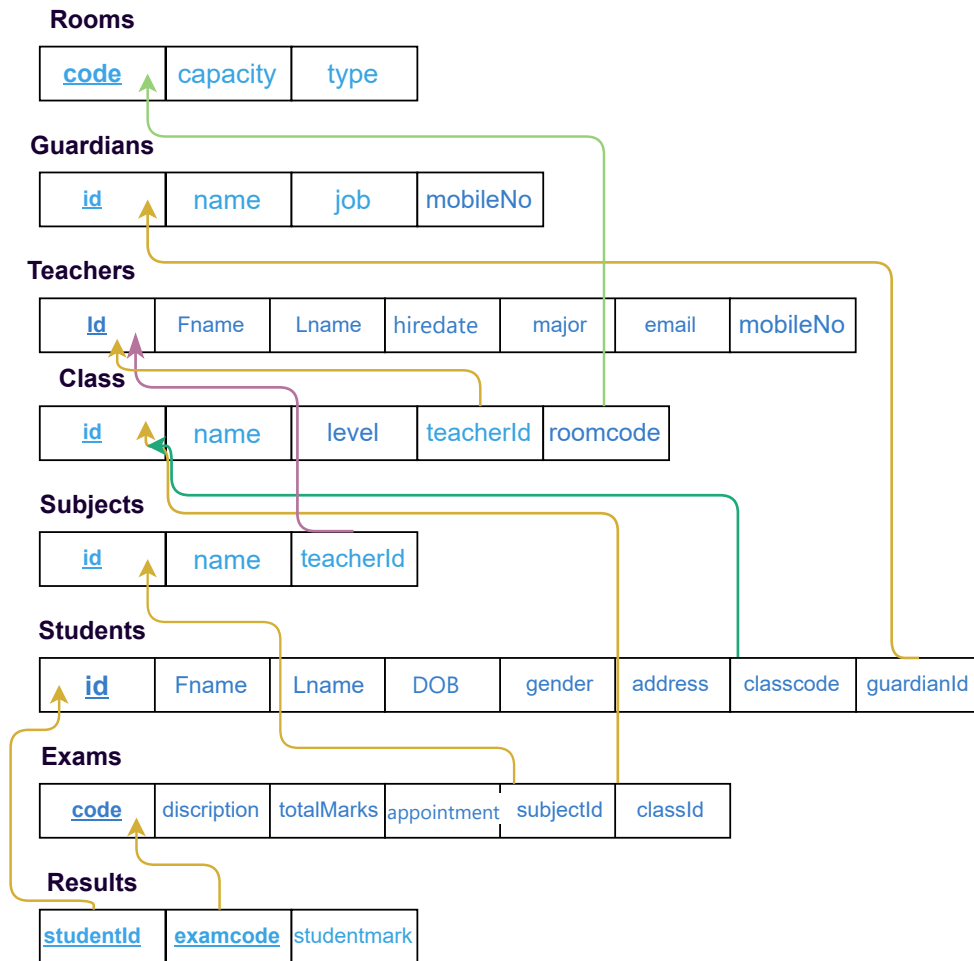 Rooms
code capacity type
Guardians
id name job mobileNo
Teachers
Id Fname Lname hiredate major email mobileNo
Class
id name level teacherId roomcode
Subjects
id name teacherId
Students
id Fname Lname DOB gender address classcode guardianId
Exams
code discription totalMarks appointment subjectId classId
Results
studentId examcode studentmark